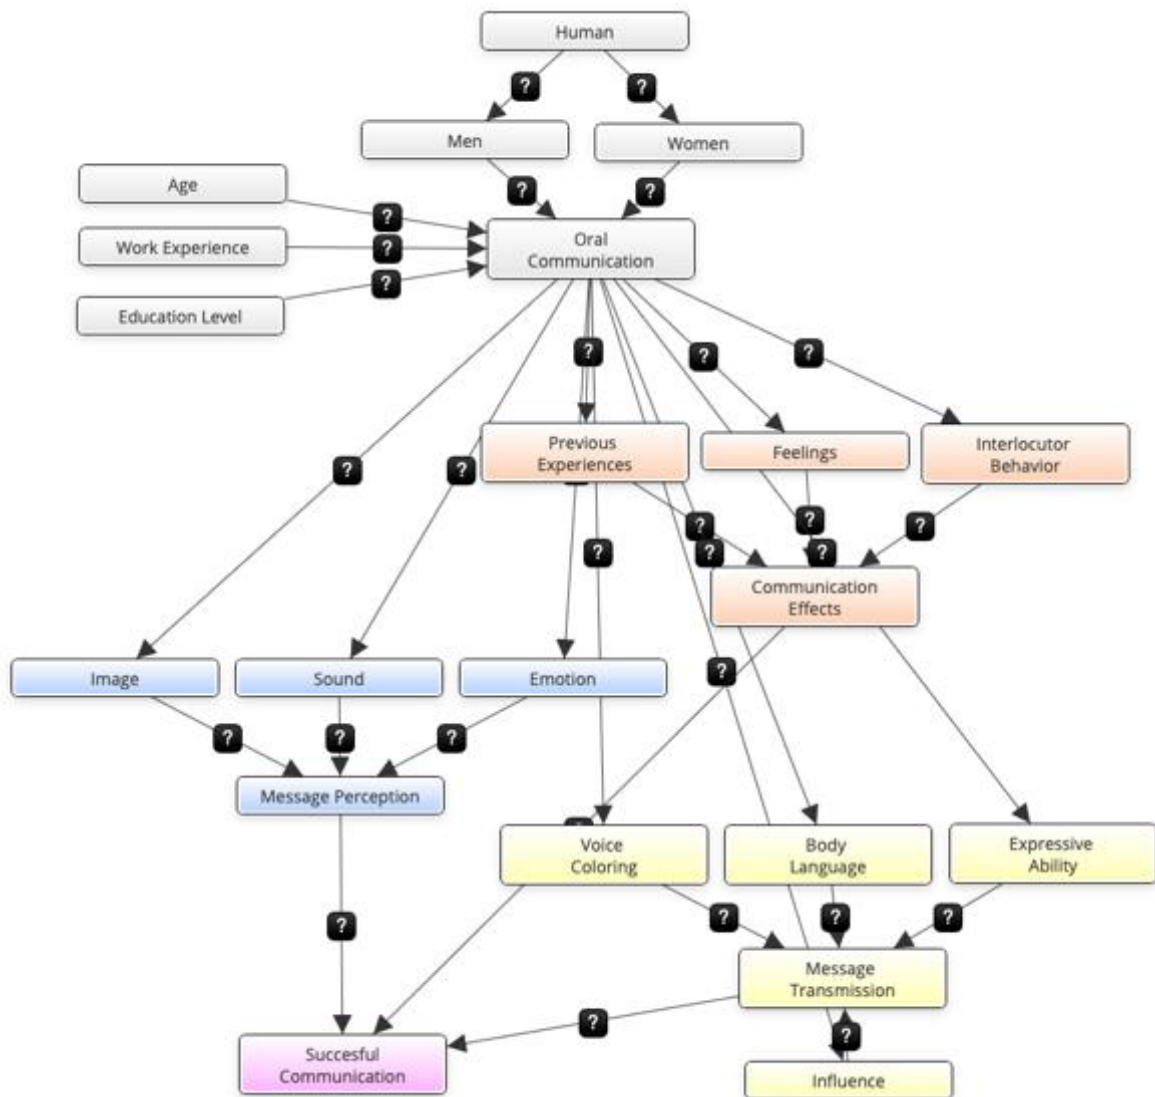 Human
?
?
Men
Women
Age
?
?
?
Work Experience
?
Oral
Communication
Education Level
?
?
?
?
Previous
Experiences
Feelings
Interlocutor
Behavior
?
?
?
?
?
?
?
?
Communication
Effects
Image
Sound
Emotion
?
?
?
?
Message Perception
Voice
Coloring
Body
Language
Expressive
Ability
?
?
?
?
Message
Transmission
?
?
Succesful
Communication
Influence